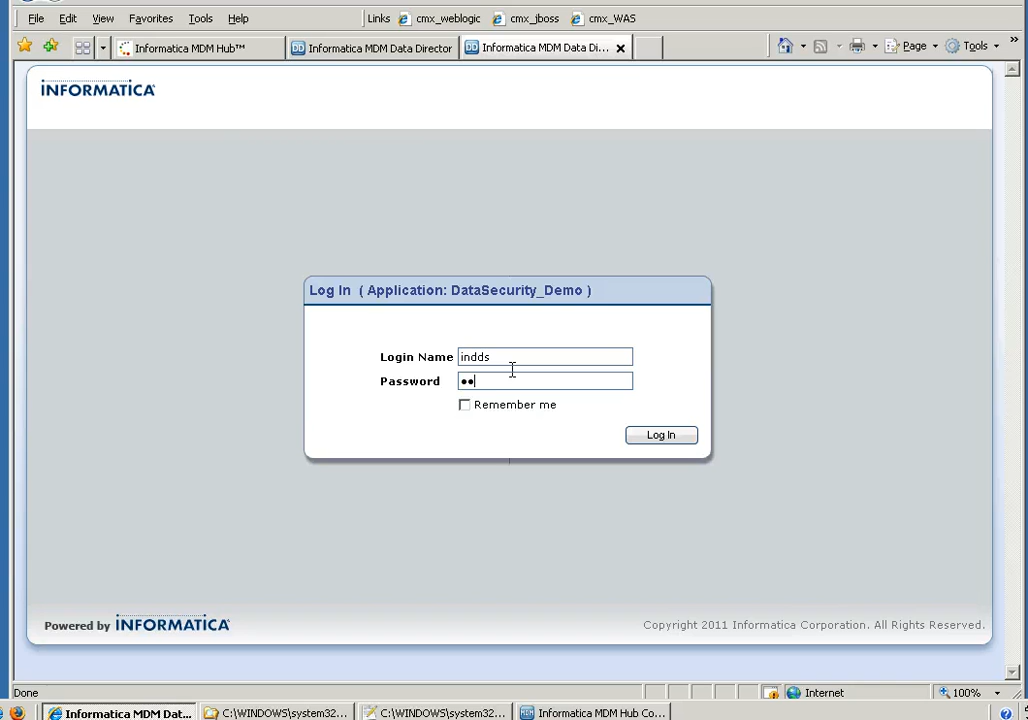 File Edit View Favorites Tools Help Links cmx_weblogic cmx_jboss cmx_WAS
Informatica MDM Hub™ Informatica MDM Data Director Informatica MDM Data Di... Page Tools
INFORMATICA
Log In ( Application: DataSecurity_Demo )
Login Name indds
Password ●●
Remember me
Log In
Powered by INFORMATICA Copyright 2011 Informatica Corporation. All Rights Reserved.
Done Internet 100%
Informatica MDM Dat... C:\WINDOWS\system32... C:\WINDOWS\system32... Informatica MDM Hub Co...